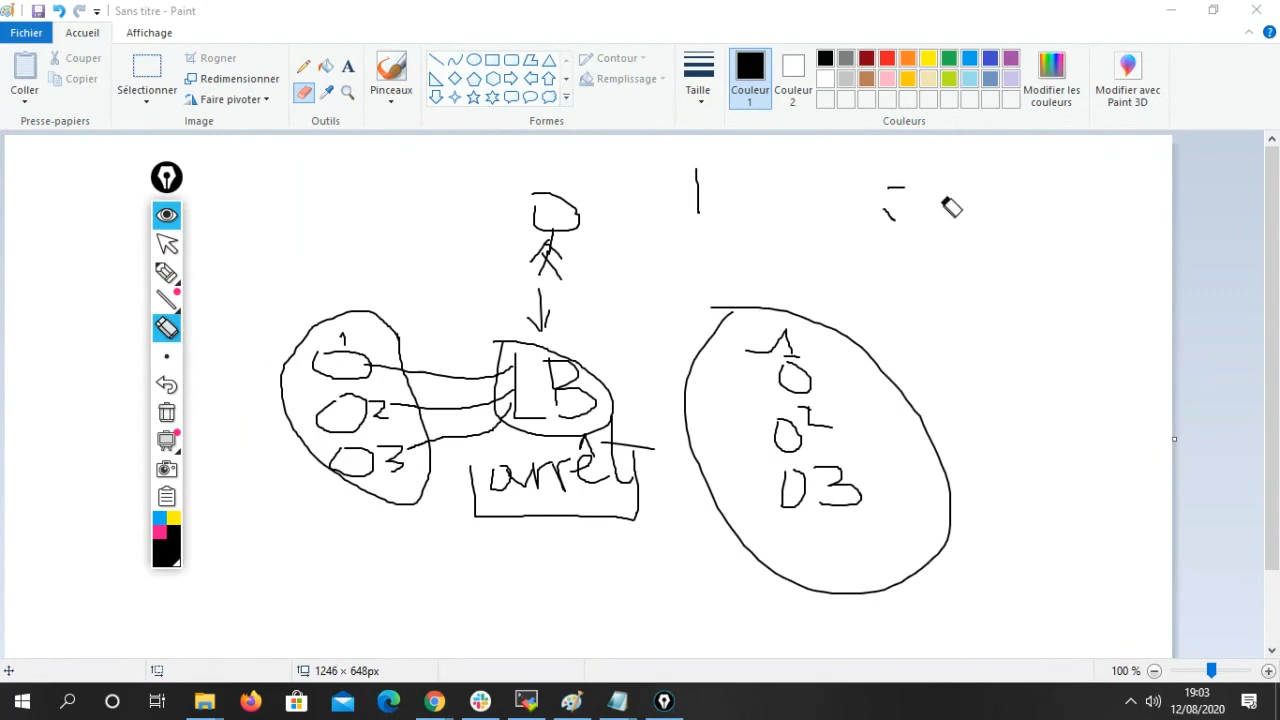 Sans titre - Paint
Fichier
Accueil
Affichage
Coller
Couper
Copier
Presse-papiers
Sélectionner
Rogner
Redimensionner
Faire pivoter
Image
Outils
Pinceaux
Formes
Contour
Remplissage
Taille
Couleur
1
Couleur
2
Couleurs
Modifier les
couleurs
Modifier avec
Paint 3D
D
1
2
3
LB
1
2
3
1246 × 648px
100 %
19:03
12/08/2020